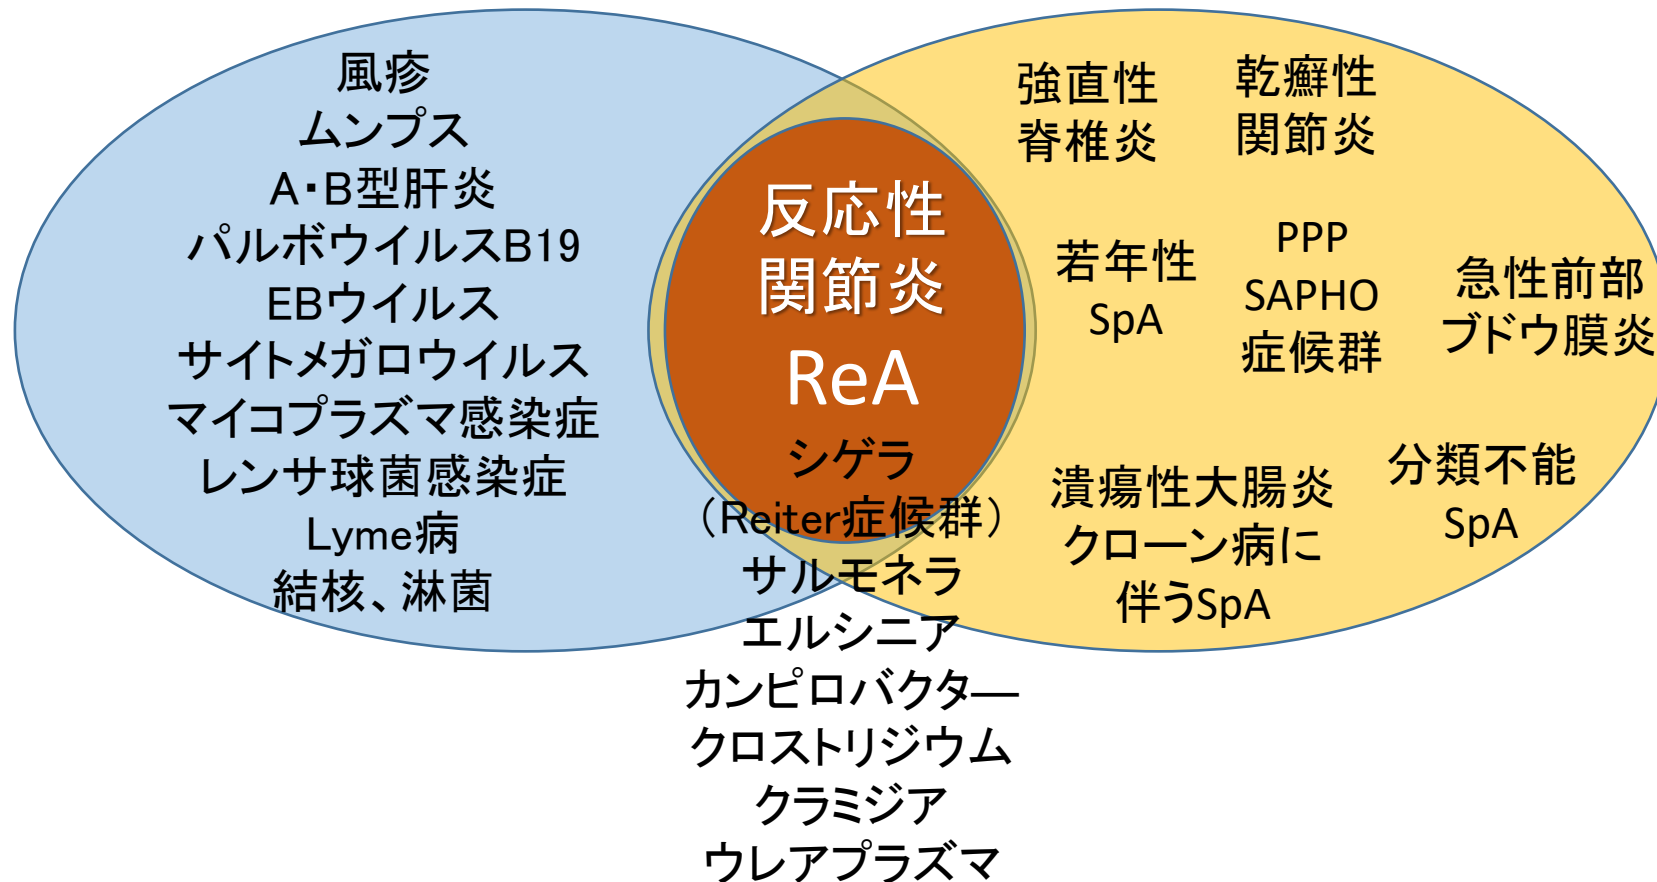 風疹
ムンプス
A・B型肝炎
パルボウイルスB19
EBウイルス
サイトメガロウイルス
マイコプラズマ感染症
レンサ球菌感染症
Lyme病
結核、淋菌
反応性
関節炎
ReA
シゲラ
（Reiter症候群）
サルモネラ
エルシニア
カンピロバクタ―
クロストリジウム
クラミジア
ウレアプラズマ
強直性
脊椎炎
乾癬性
関節炎
若年性
SpA
PPP
SAPHO
症候群
急性前部
ブドウ膜炎
潰瘍性大腸炎
クローン病に
伴うSpA
分類不能
SpA